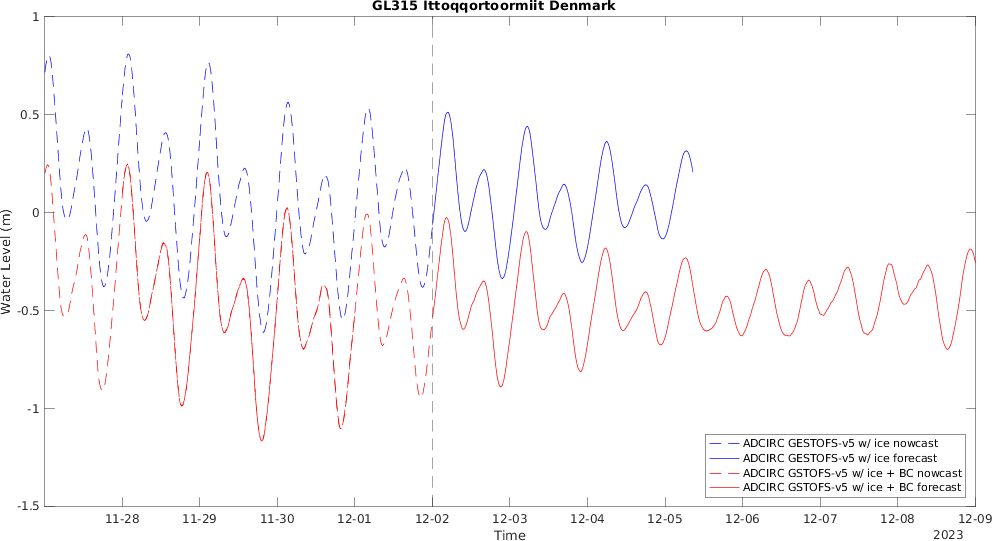 GL315 Ittoqqortoormiit Denmark
1
0.5
0
-0.5
-1
-1.5
Water Level (m)
11-28 11-29 11-30 12-01 12-02 12-03 12-04 12-05 12-06 12-07 12-08 12-09
Time
2023
ADCIRC GESTOFS-v5 w/ ice nowcast
ADCIRC GESTOFS-v5 w/ ice forecast
ADCIRC GSTOFS-v5 w/ ice + BC nowcast
ADCIRC GSTOFS-v5 w/ ice + BC forecast